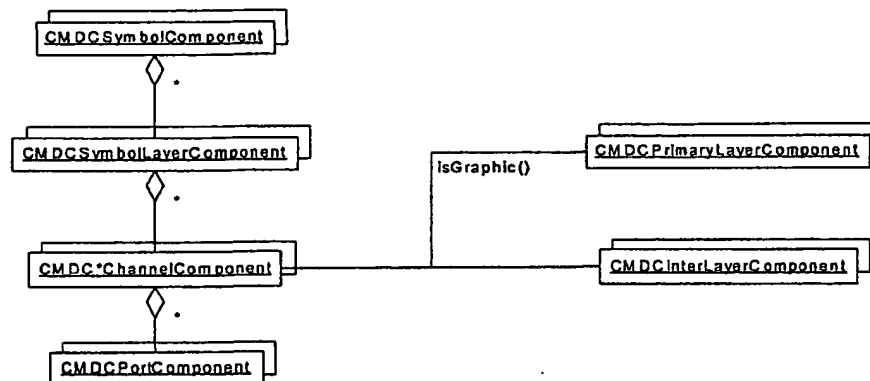 CMDCSymbolComponent
*
CMDCSymbolLayerComponent
*
isGraphic()
CMDCPrimaryLayerComponent
CMDC*ChannelComponent
CMDCInterLayerComponent
*
CMDCPortComponent